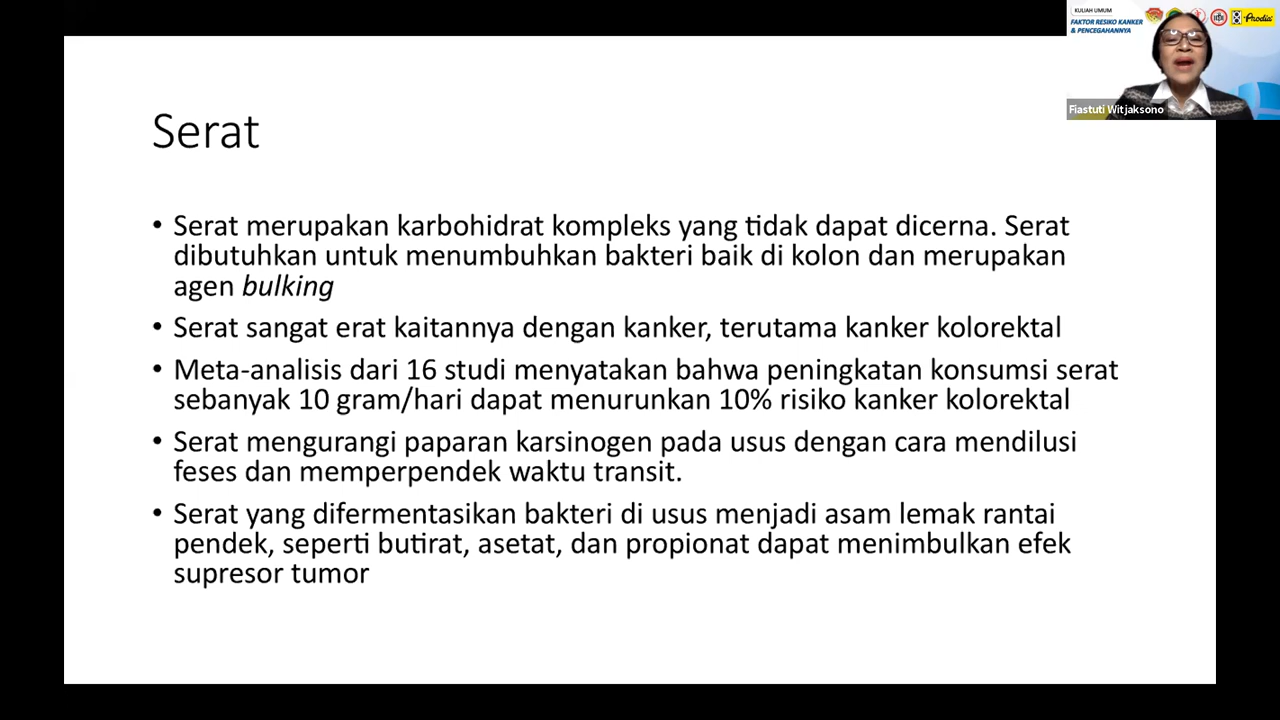 KULIAH UMUM
FAKTOR RESIKO KANKER
& PENCEGAHANNYA
Prodia
Fiastuti Witjaksono
Serat
• Serat merupakan karbohidrat kompleks yang tidak dapat dicerna. Serat
dibutuhkan untuk menumbuhkan bakteri baik di kolon dan merupakan
agen bulking
• Serat sangat erat kaitannya dengan kanker, terutama kanker kolorektal
• Meta-analisis dari 16 studi menyatakan bahwa peningkatan konsumsi serat
sebanyak 10 gram/hari dapat menurunkan 10% risiko kanker kolorektal
• Serat mengurangi paparan karsinogen pada usus dengan cara mendilusi
feses dan memperpendek waktu transit.
• Serat yang difermentasikan bakteri di usus menjadi asam lemak rantai
pendek, seperti butirat, asetat, dan propionat dapat menimbulkan efek
supresor tumor